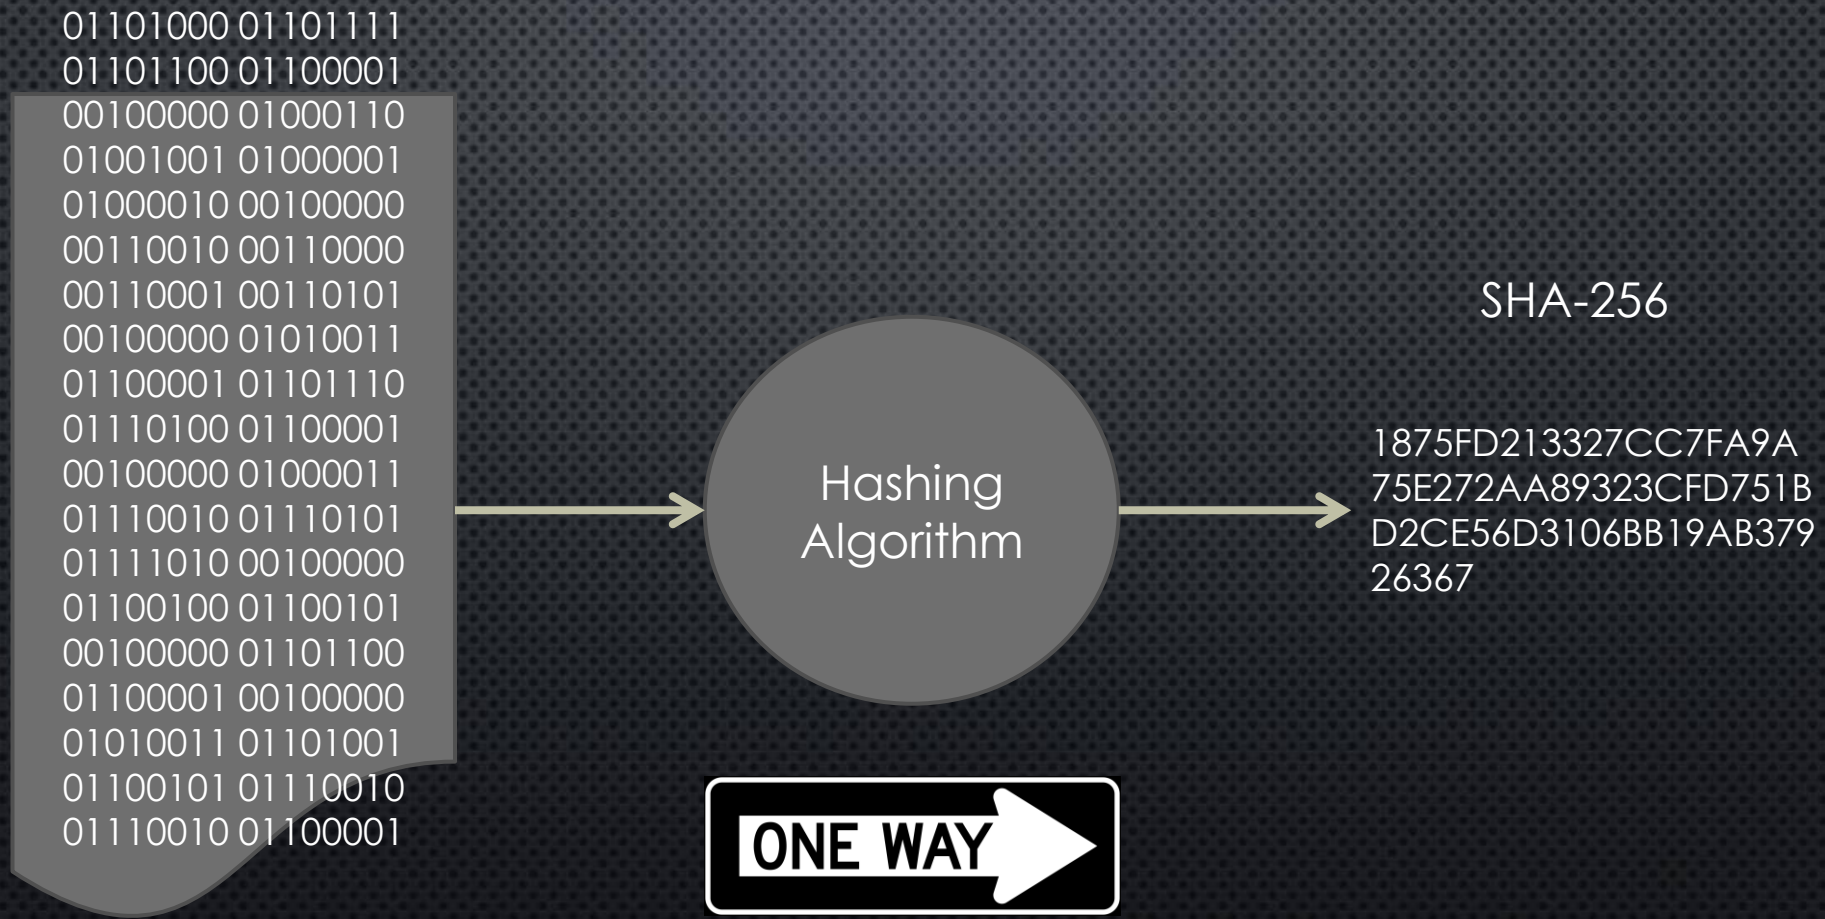 01101000 01101111
01101100 01100001
00100000 01000110
01001001 01000001
01000010 00100000
00110010 00110000
00110001 00110101
00100000 01010011
01100001 01101110
01110100 01100001
00100000 01000011
01110010 01110101
01111010 00100000
01100100 01100101
00100000 01101100
01100001 00100000
01010011 01101001
01100101 01110010
01110010 01100001
Hashing
Algorithm
ONE WAY
SHA-256
1875FD213327CC7FA9A
75E272AA89323CFD751B
D2CE56D3106BB19AB379
26367